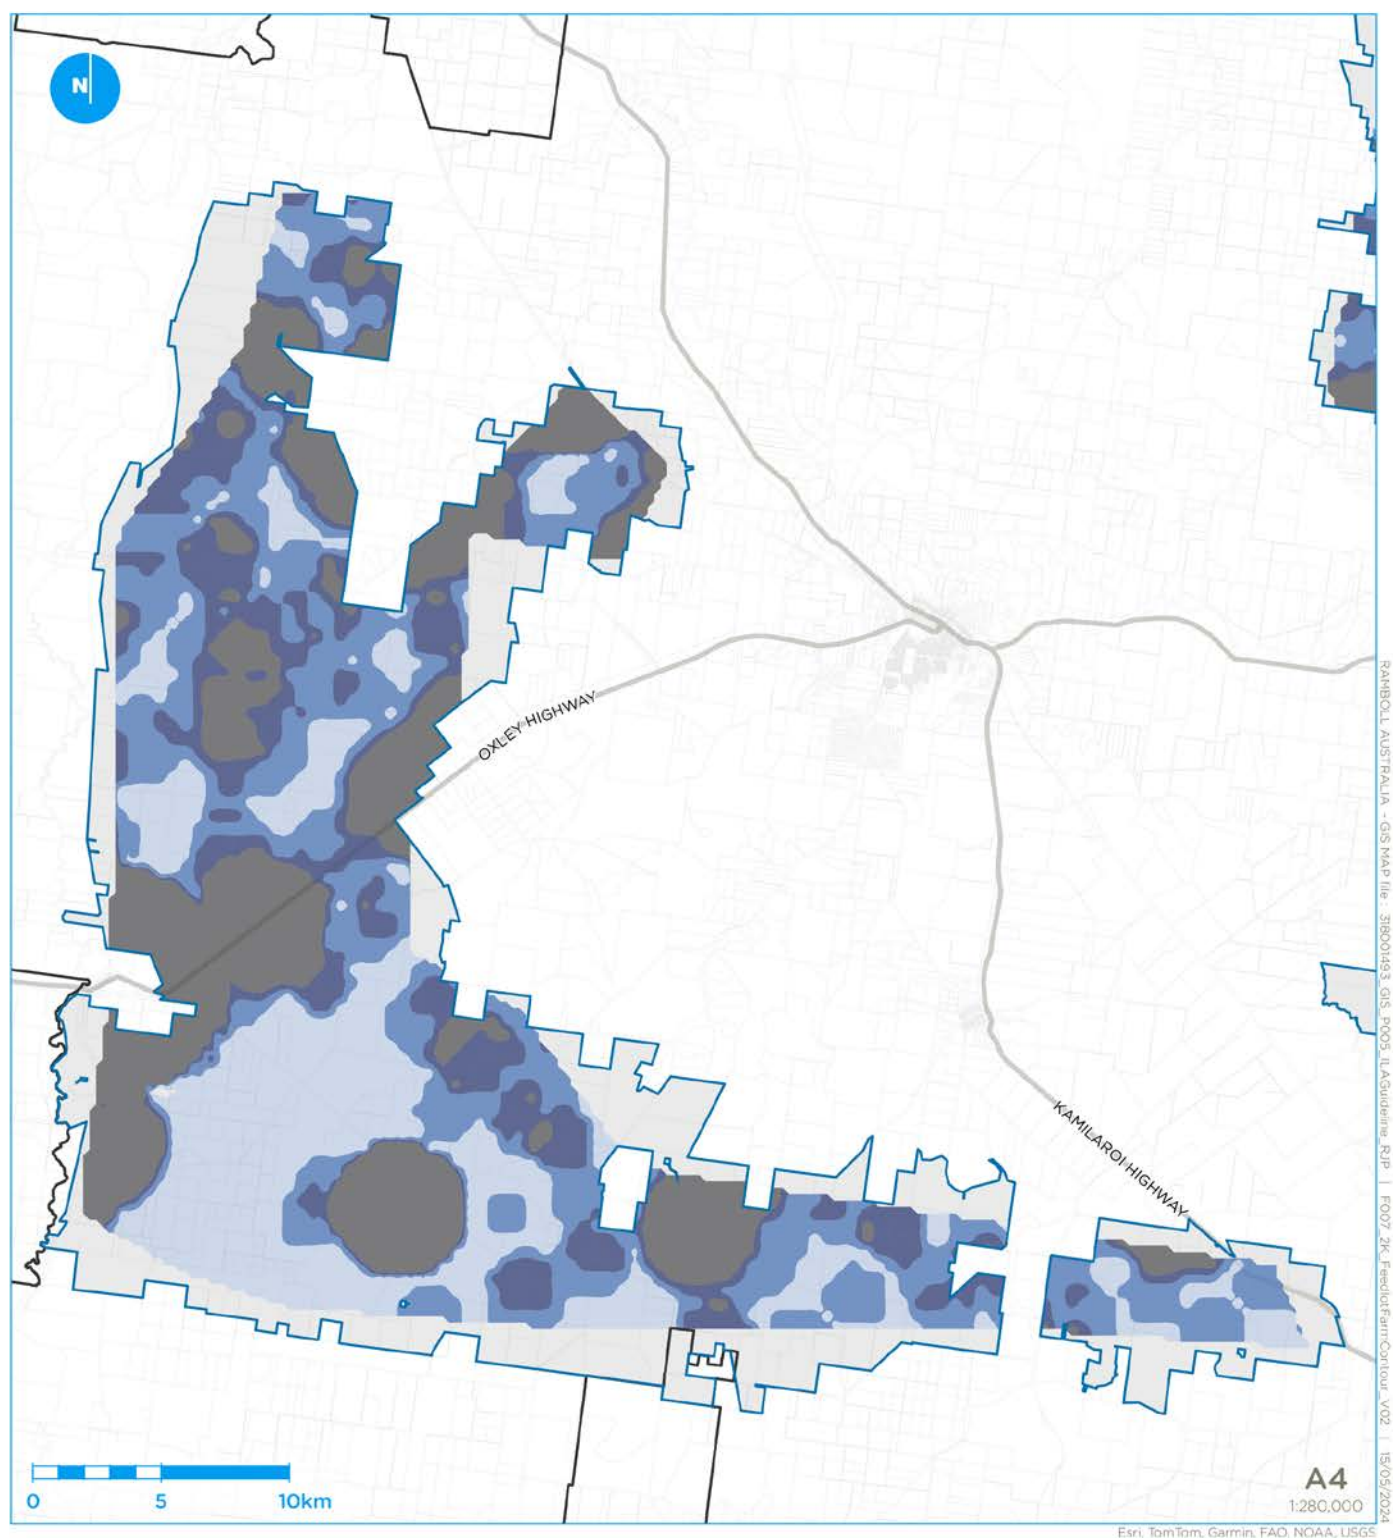 N
OXLEY HIGHWAY
KAMILAROI HIGHWAY
0 5 10km
A4
1:280,000
RAMBOLL AUSTRALIA - GIS MAP file : 318001493_GIS_P005_ILAGuideline_RJP | F007_2K_FeedlotFarmContour_V02 | 15/05/2024
Esri, TomTom, Garmin, FAO, NOAA, USGS